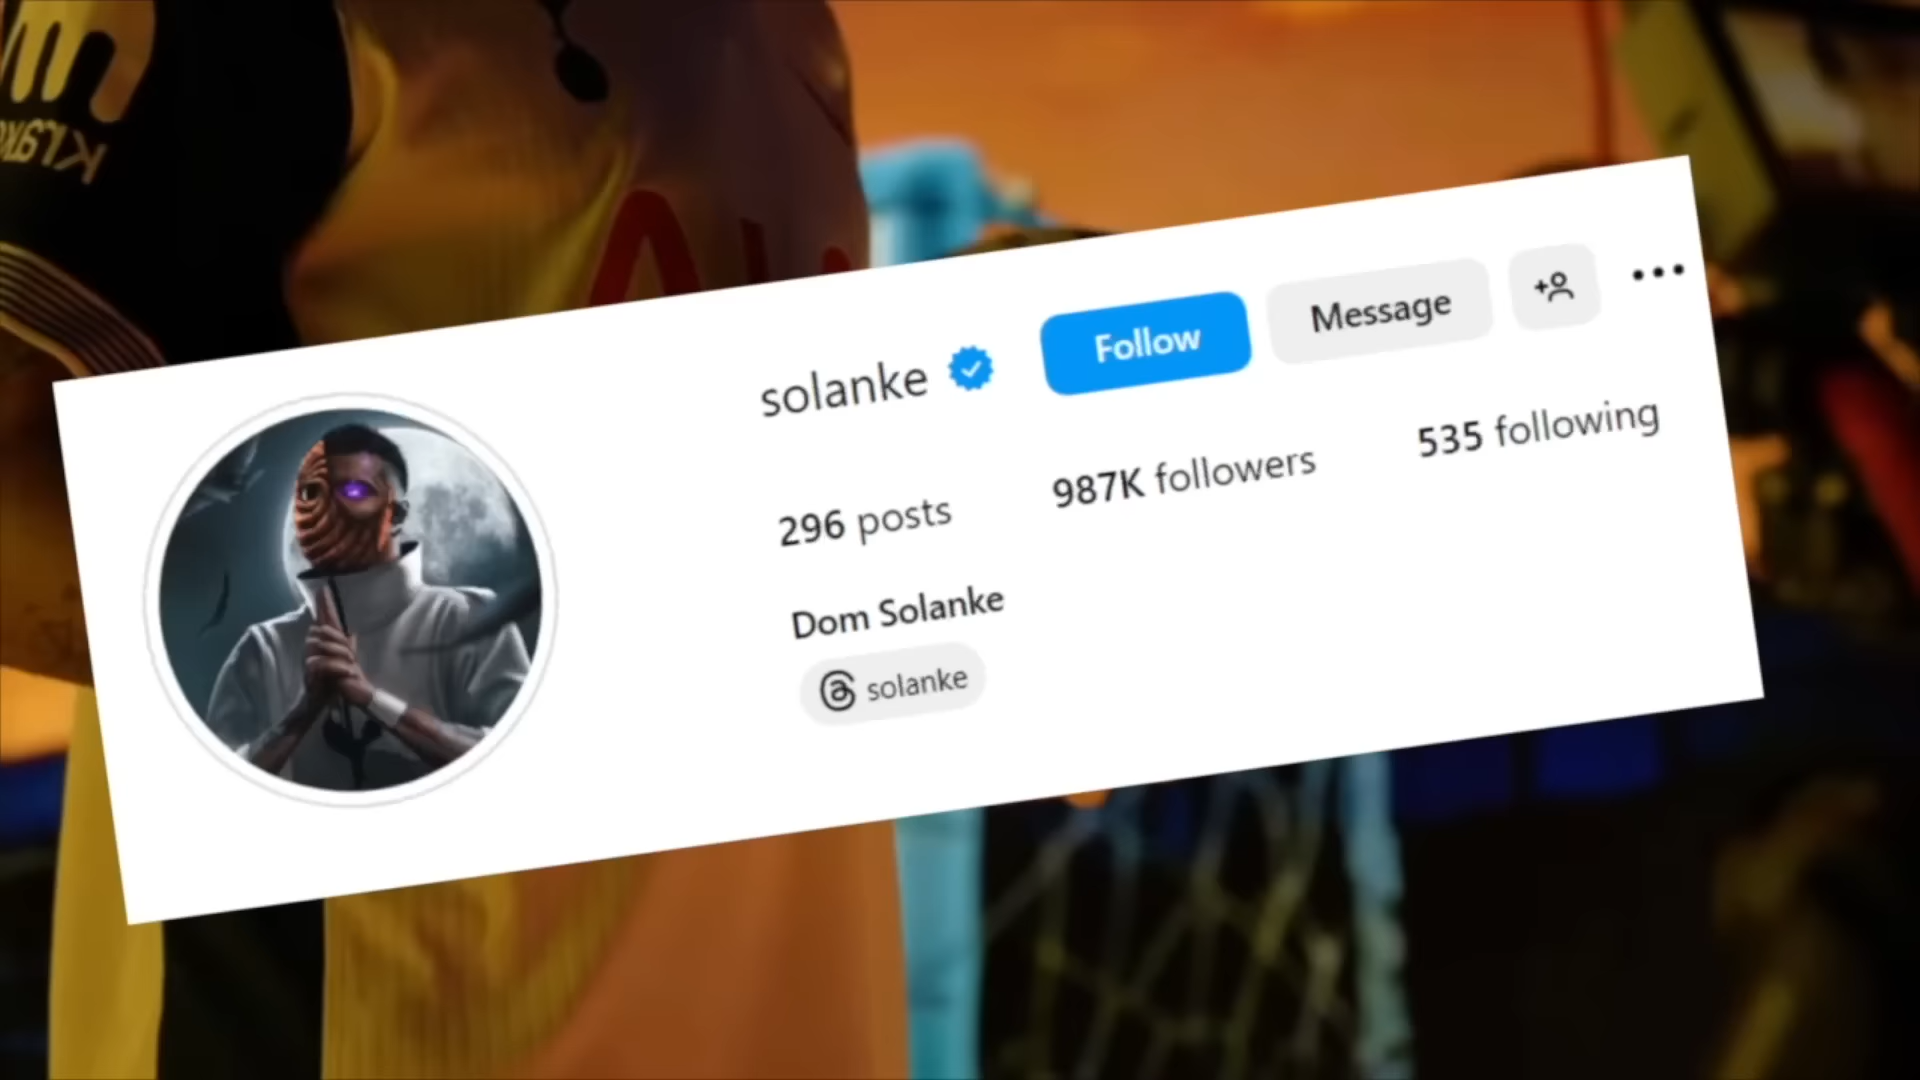 solanke
Follow
Message
296 posts
987K followers
535 following
Dom Solanke
solanke